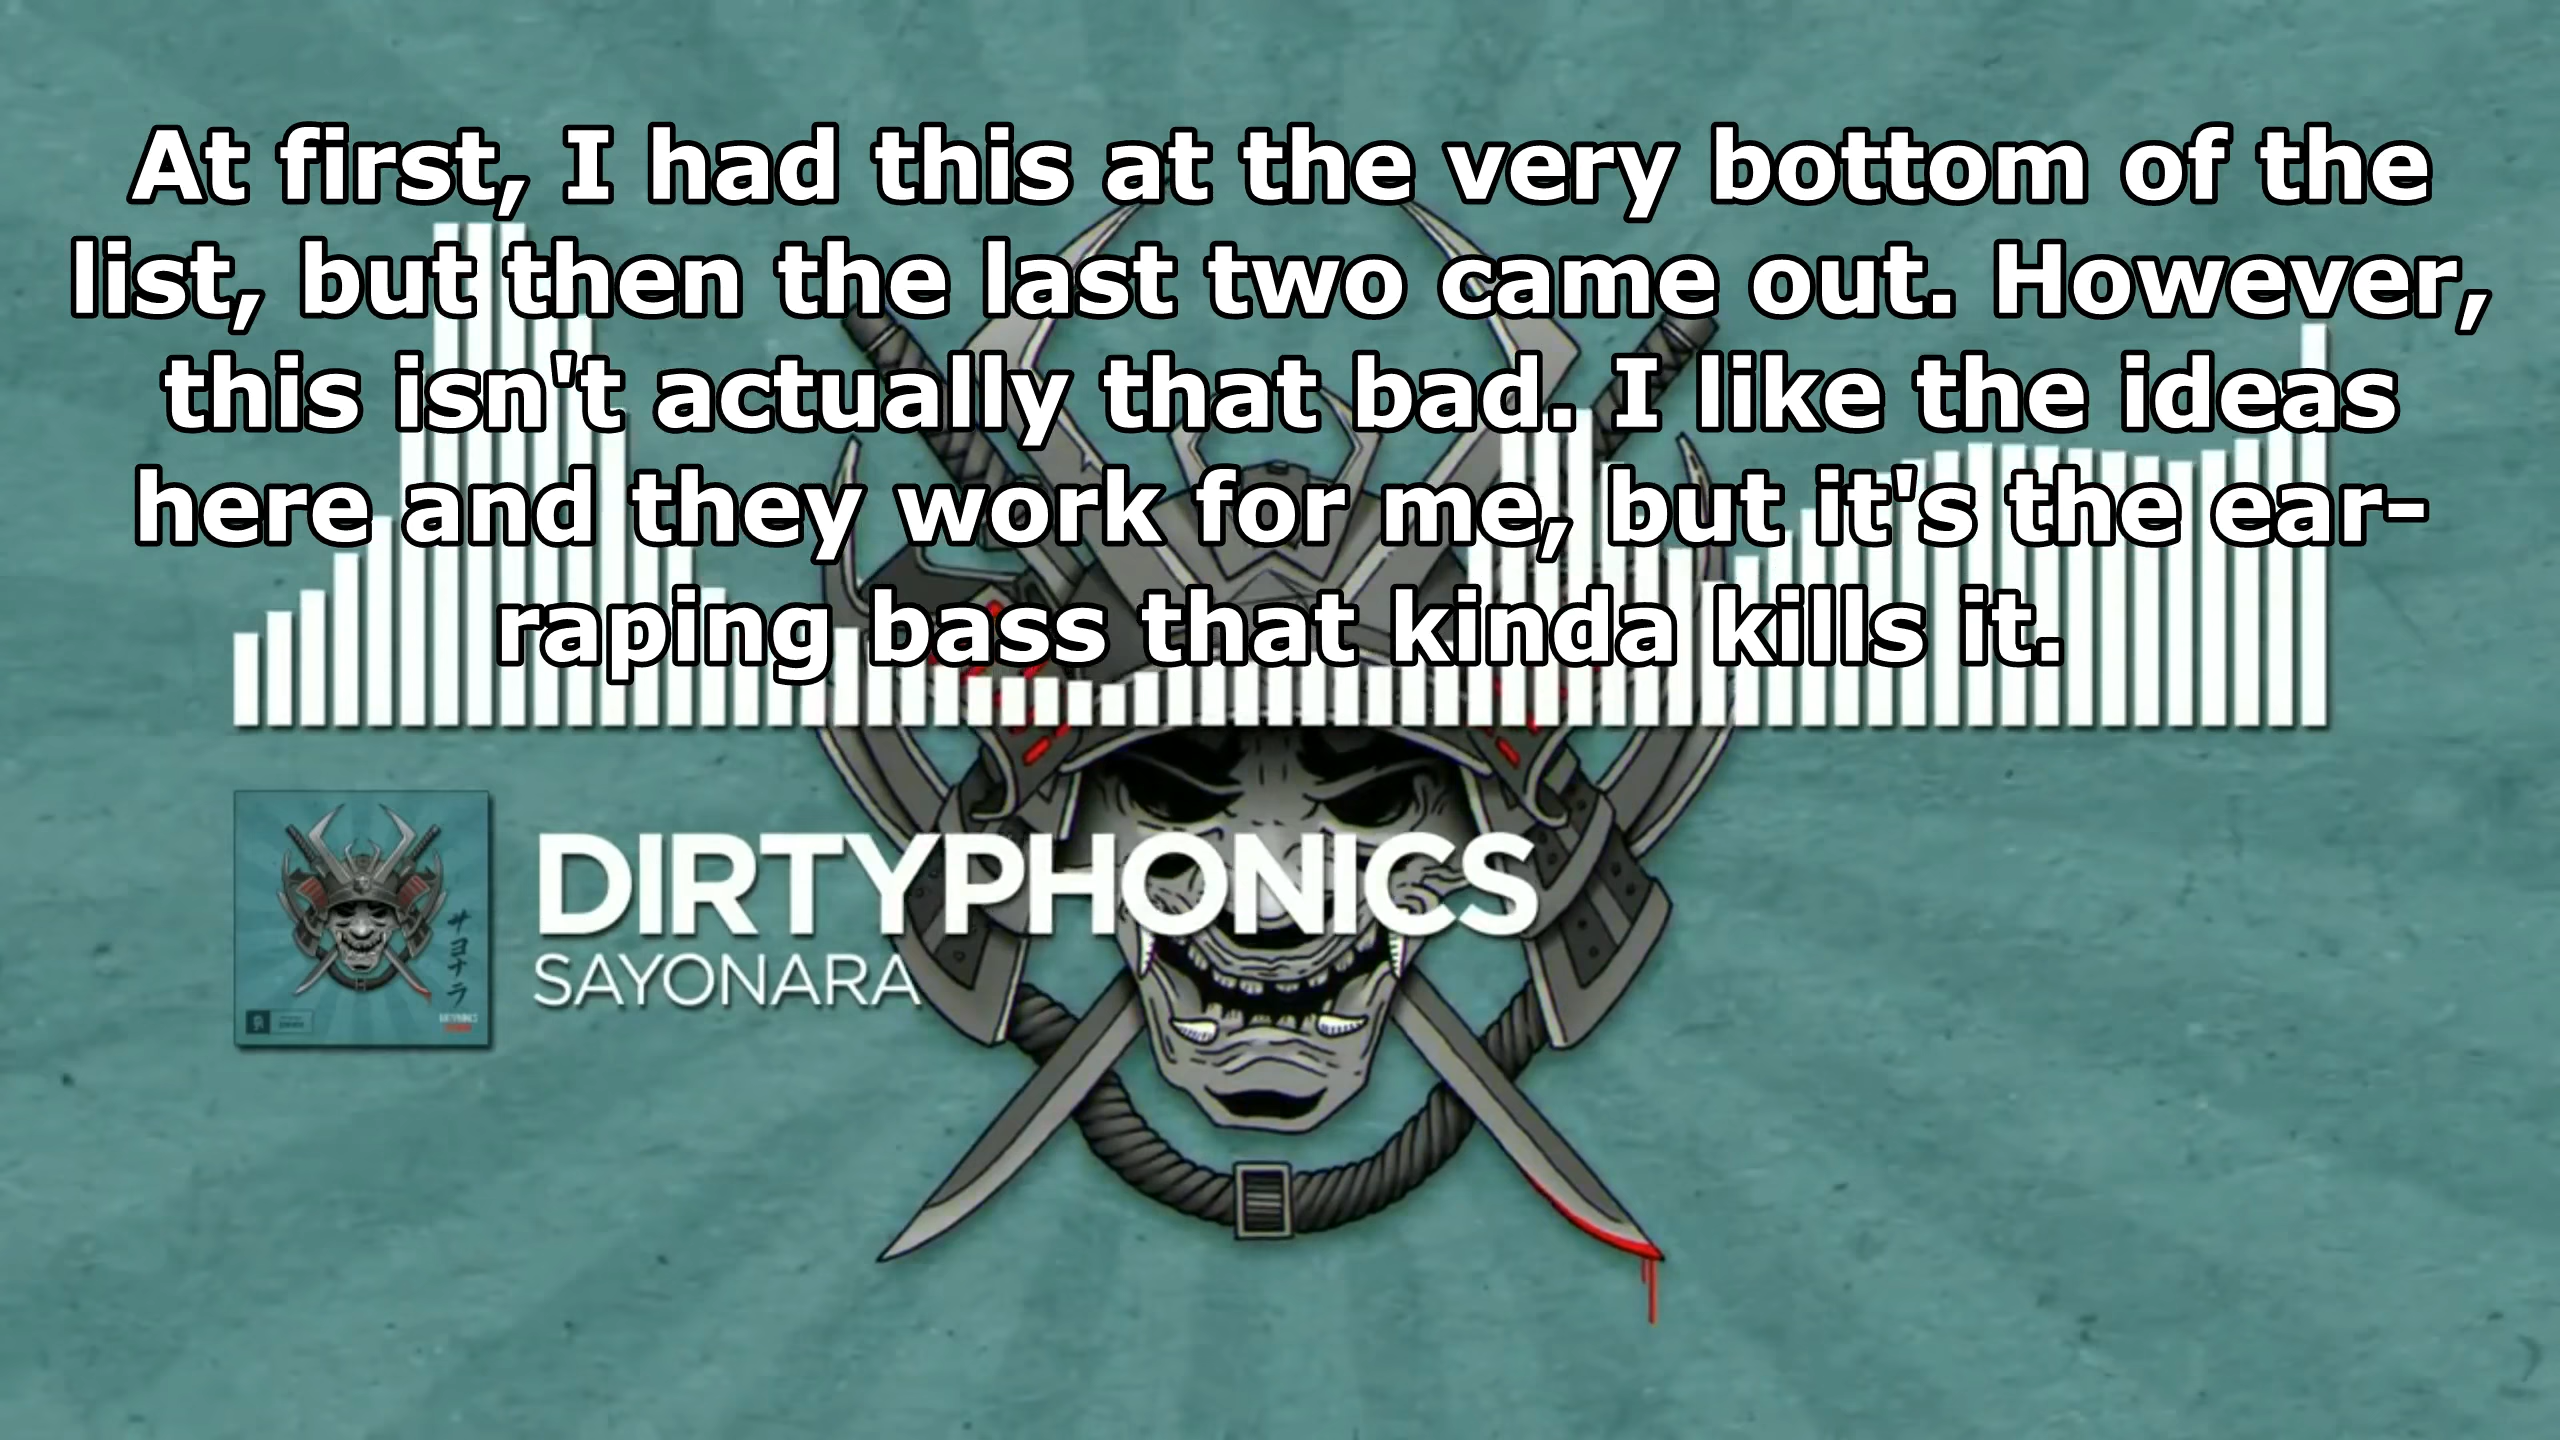 At first, I had this at the very bottom of the
list, but then the last two came out. However,
this isn't actually that bad. I like the ideas
here and they work for me, but it's the ear-
raping bass that kinda kills it.
サヨナラ
DIRTYPHONICS
SAYONARA